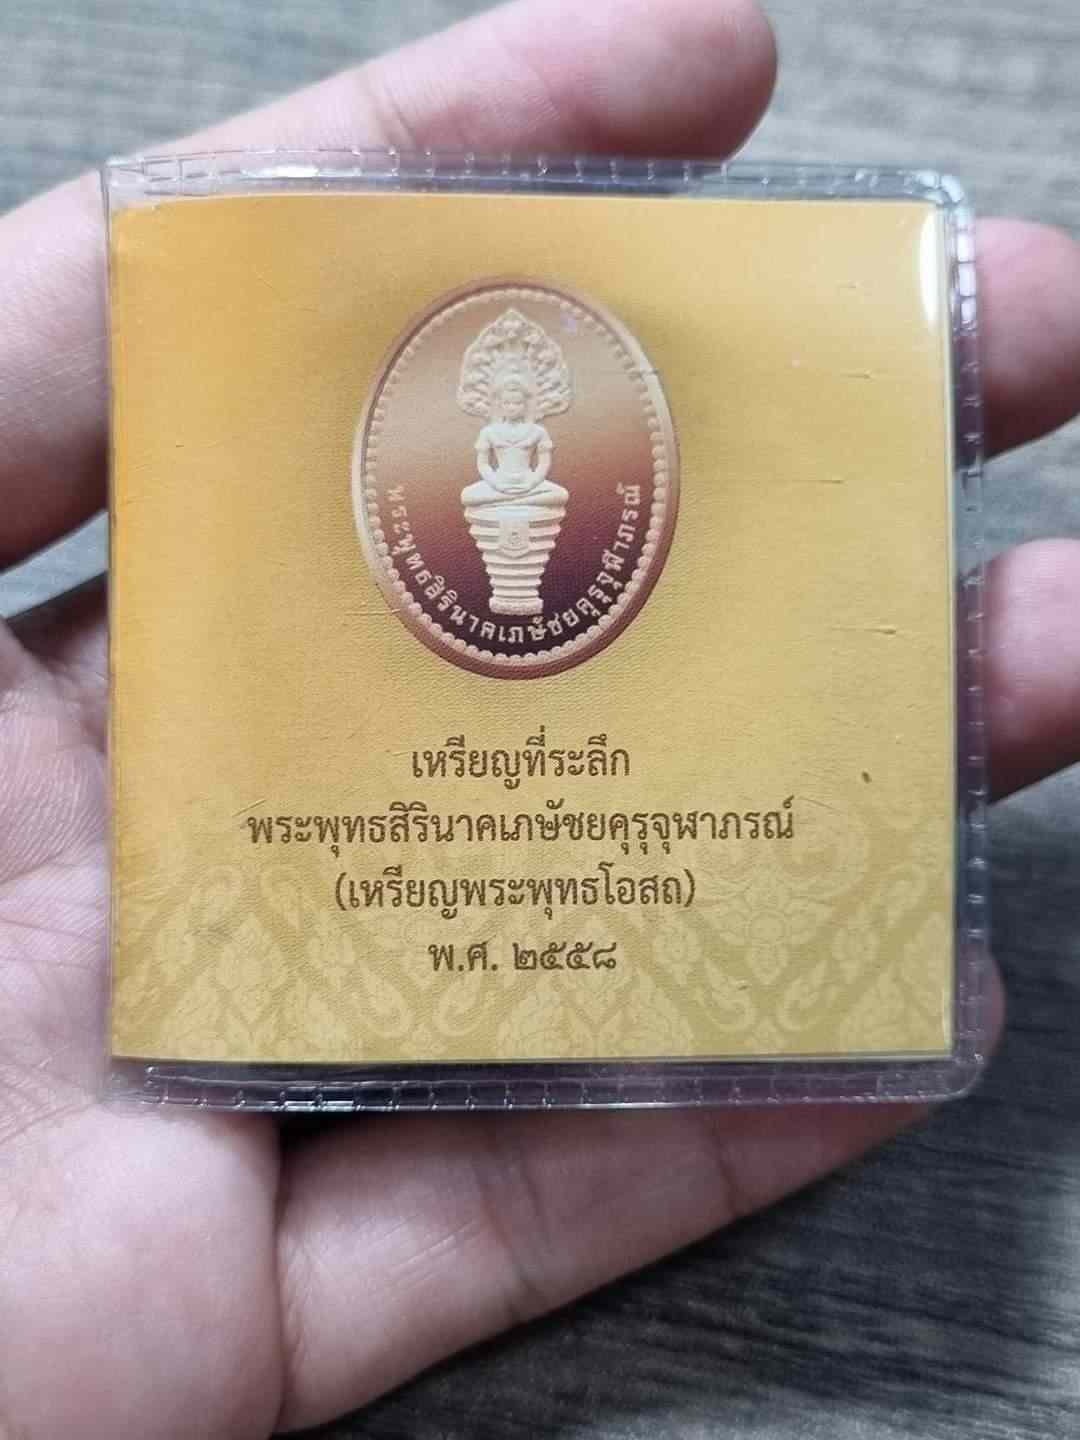 พระพุทธสิรินาคเภษัชยคุรุจุฬาภรณ์
เหรียญที่ระลึก
พระพุทธสิรินาคเภษัชยคุรุจุฬาภรณ์
(เหรียญพระพุทธโอสถ)
พ.ศ. ๒๕๕๘